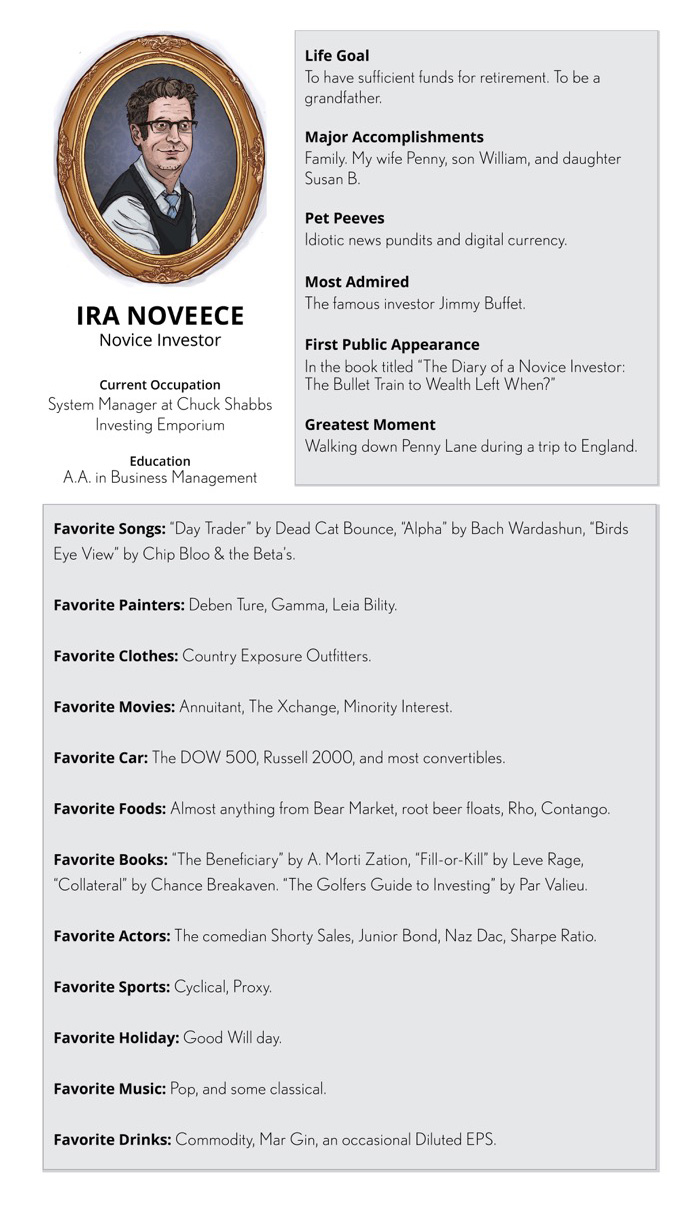 IRA NOVEECE
Novice Investor
Current Occupation
System Manager at Chuck Shabbs
Investing Emporium
Education
A.A. in Business Management
Life Goal
To have sufficient funds for retirement. To be a
grandfather.
Major Accomplishments
Family. My wife Penny, son William, and daughter
Susan B.
Pet Peeves
Idiotic news pundits and digital currency.
Most Admired
The famous investor Jimmy Buffet.
First Public Appearance
In the book titled “The Diary of a Novice Investor:
The Bullet Train to Wealth Left When?”
Greatest Moment
Walking down Penny Lane during a trip to England.
Favorite Songs: “Day Trader” by Dead Cat Bounce, “Alpha” by Bach Wardashun, “Birds
Eye View” by Chip Bloo & the Beta’s.
Favorite Painters: Deben Ture, Gamma, Leia Bility.
Favorite Clothes: Country Exposure Outfitters.
Favorite Movies: Annuitant, The Xchange, Minority Interest.
Favorite Car: The DOW 500, Russell 2000, and most convertibles.
Favorite Foods: Almost anything from Bear Market, root beer floats, Rho, Contango.
Favorite Books: “The Beneficiary” by A. Morti Zation, “Fill-or-Kill” by Leve Rage,
“Collateral” by Chance Breakaven. “The Golfers Guide to Investing” by Par Valieu.
Favorite Actors: The comedian Shorty Sales, Junior Bond, Naz Dac, Sharpe Ratio.
Favorite Sports: Cyclical, Proxy.
Favorite Holiday: Good Will day.
Favorite Music: Pop, and some classical.
Favorite Drinks: Commodity, Mar Gin, an occasional Diluted EPS.